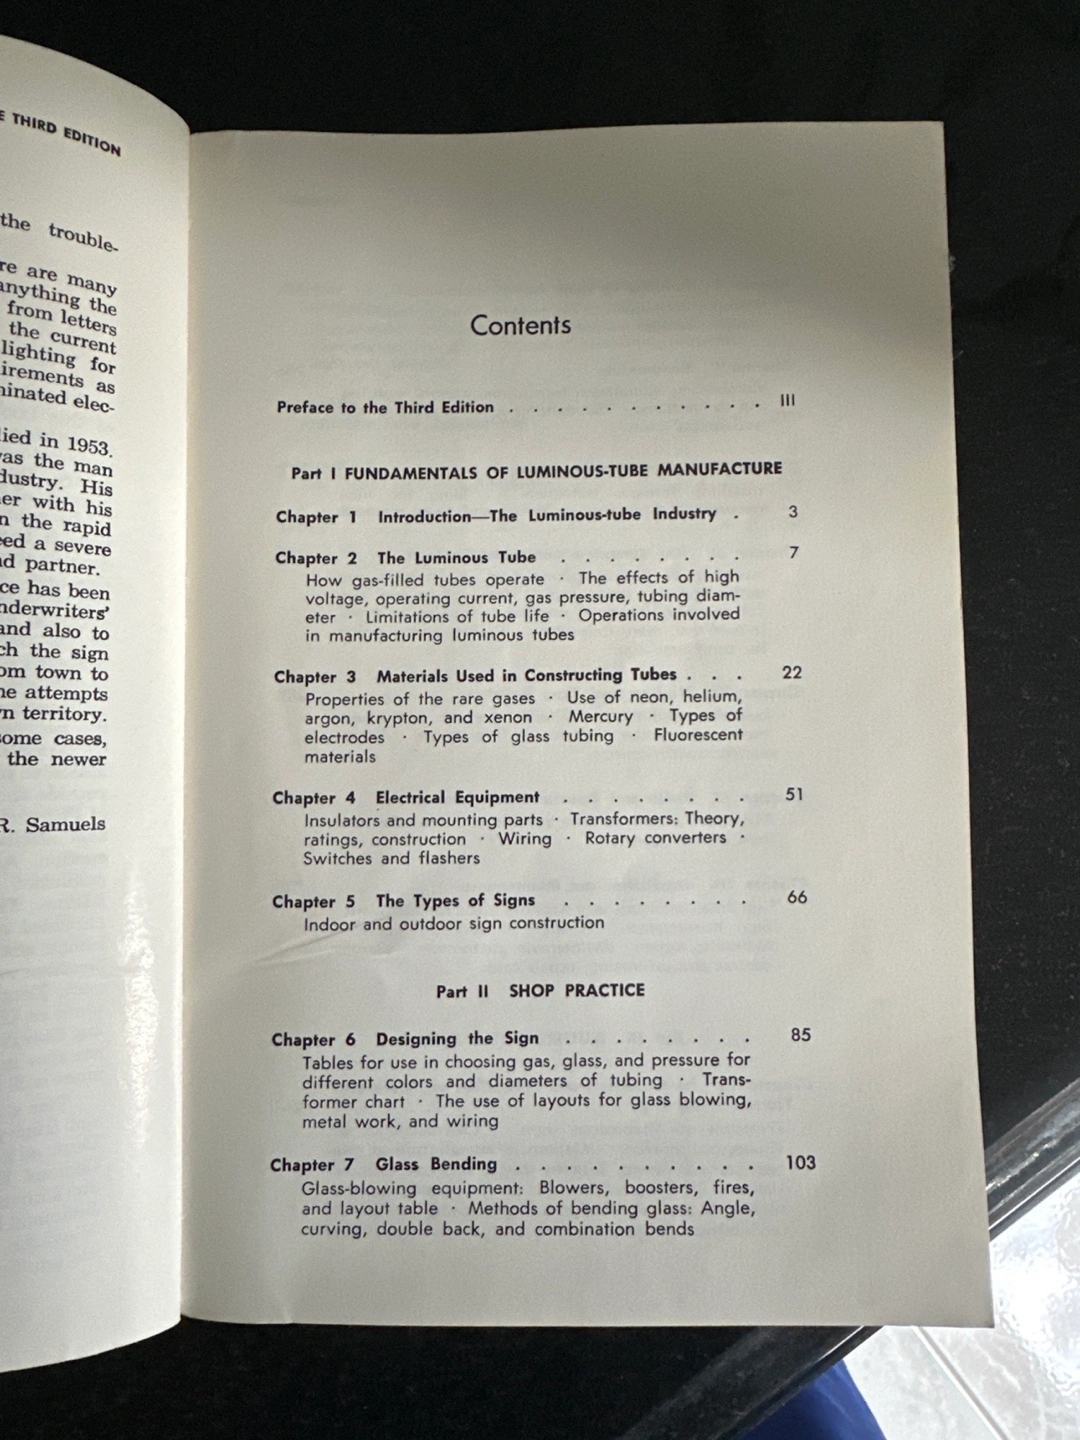 E THIRD EDITION
the trouble-
re are many
anything the
from letters
the current
lighting for
irements as
ninated elec-
lied in 1953.
vas the man
dustry. His
er with his
n the rapid
eed a severe
nd partner.
ce has been
nderwriters'
and also to
ch the sign
om town to
he attempts
n territory.
some cases,
the newer
R. Samuels
Contents
Preface to the Third Edition . . . . . . . . . . . III
Part I FUNDAMENTALS OF LUMINOUS-TUBE MANUFACTURE
Chapter 1 Introduction—The Luminous-tube Industry . 3
Chapter 2 The Luminous Tube . . . . . . . 7
How gas-filled tubes operate · The effects of high
voltage, operating current, gas pressure, tubing diam-
eter · Limitations of tube life · Operations involved
in manufacturing luminous tubes
Chapter 3 Materials Used in Constructing Tubes . . . 22
Properties of the rare gases · Use of neon, helium,
argon, krypton, and xenon · Mercury · Types of
electrodes · Types of glass tubing · Fluorescent
materials
Chapter 4 Electrical Equipment . . . . . . . . 51
Insulators and mounting parts · Transformers: Theory,
ratings, construction · Wiring · Rotary converters ·
Switches and flashers
Chapter 5 The Types of Signs . . . . . . . . 66
Indoor and outdoor sign construction
Part II SHOP PRACTICE
Chapter 6 Designing the Sign . . . . . . . . 85
Tables for use in choosing gas, glass, and pressure for
different colors and diameters of tubing · Trans-
former chart · The use of layouts for glass blowing,
metal work, and wiring
Chapter 7 Glass Bending . . . . . . . . . . 103
Glass-blowing equipment: Blowers, boosters, fires,
and layout table · Methods of bending glass: Angle,
curving, double back, and combination bends